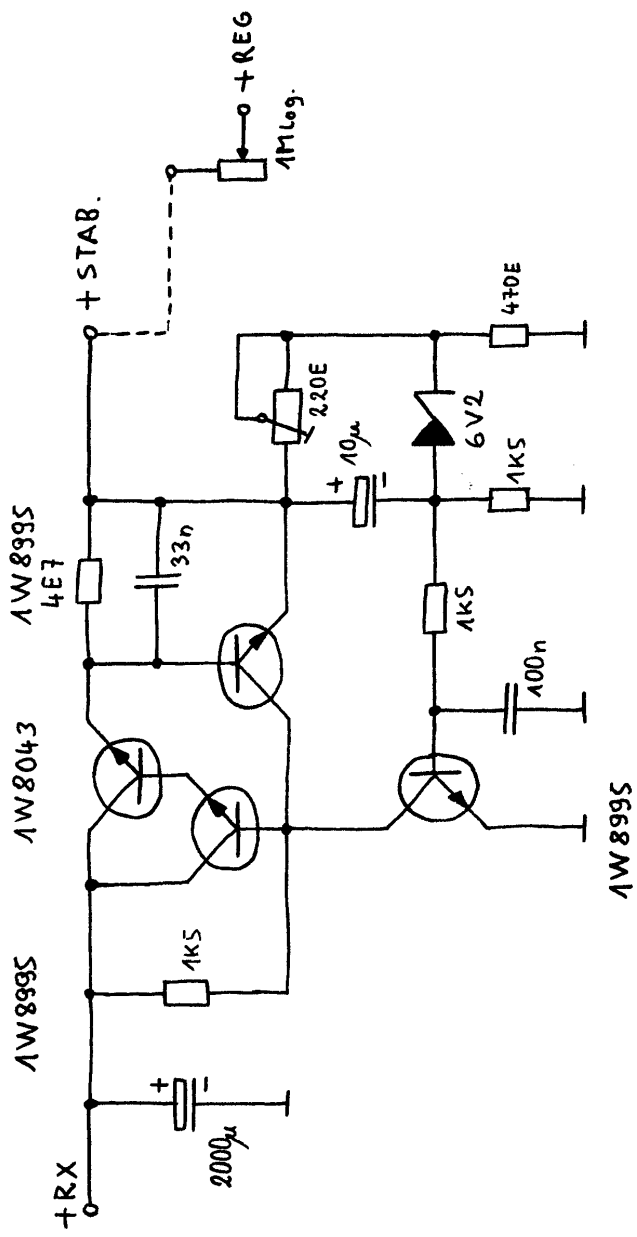 +RX
2000µ
+
−
1W8995
1K5
1W8043
1W8995
4E7
33n
+ STAB.
1M Log.
+REG
220E
+
10µ
−
6V2
470E
1K5
1K5
100n
1W8995